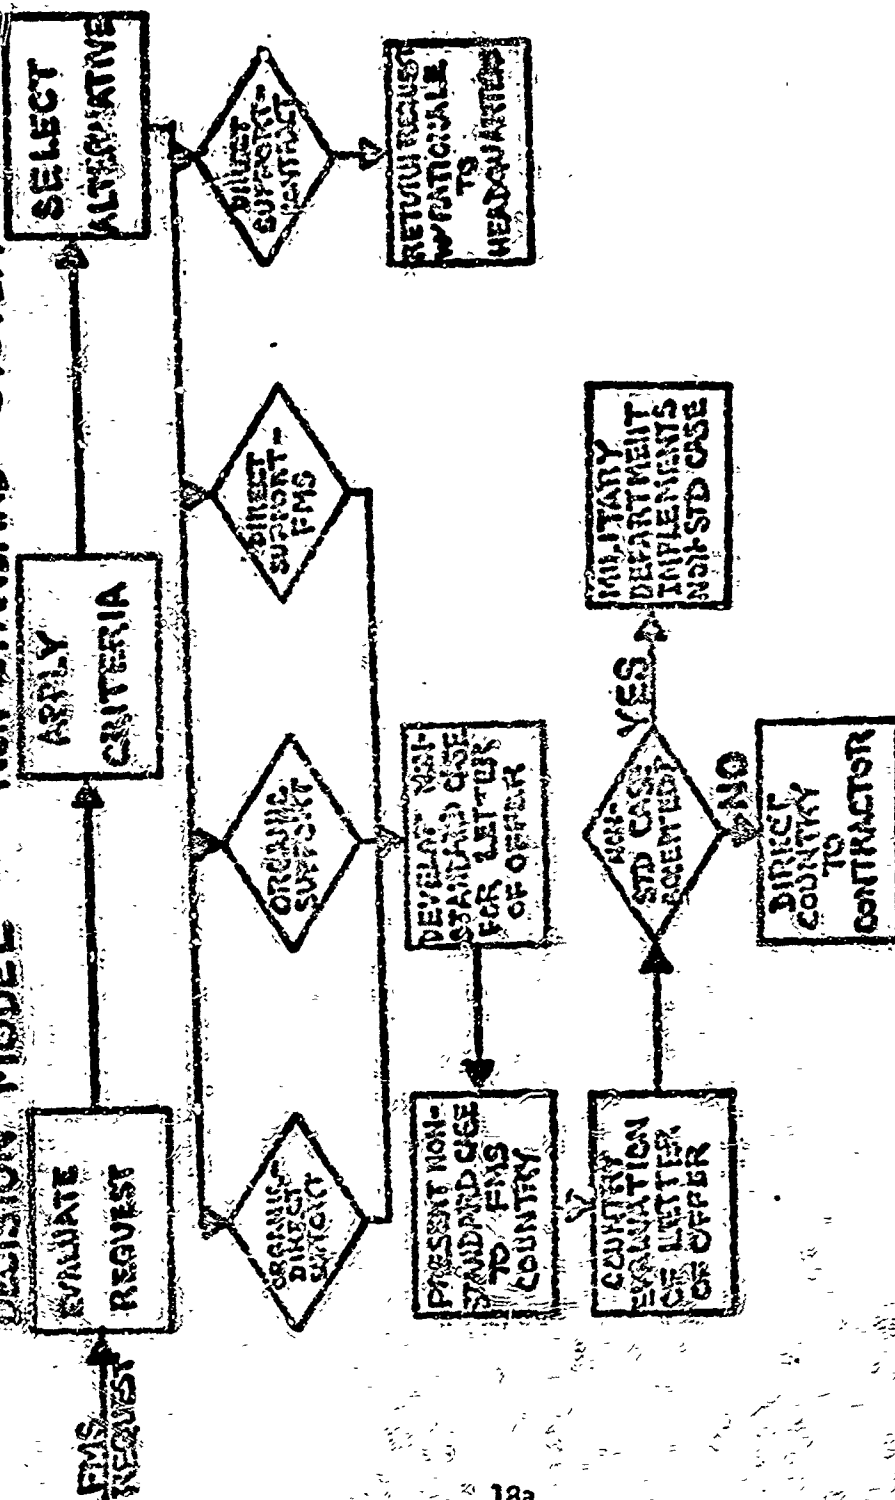 DECISION MODEL
FMS
REQUEST
EVALUATE
REQUEST
APPLY
CRITERIA
SELECT
ALTERNATIVE
ORGANIC-
DIRECT
SUPPORT
ORGANIC
SUPPORT
DIRECT
SUPPORT-
FMS
DIRECT
SUPPORT-
CONTRACT
PRESENT NON-
STANDARD CASE
TO FMS
COUNTRY
DEVELOP NON-
STANDARD CASE
FOR LETTER
OF OFFER
RETURN REQUEST
W/RATIONALE
TO
HEADQUARTERS
COUNTRY
EVALUATION
OF LETTER
OF OFFER
NON-
STD CASE
ACCEPTED?
YES
MILITARY
DEPARTMENT
IMPLEMENTS
NON-STD CASE
NO
DIRECT
COUNTRY
TO
CONTRACTOR
18a